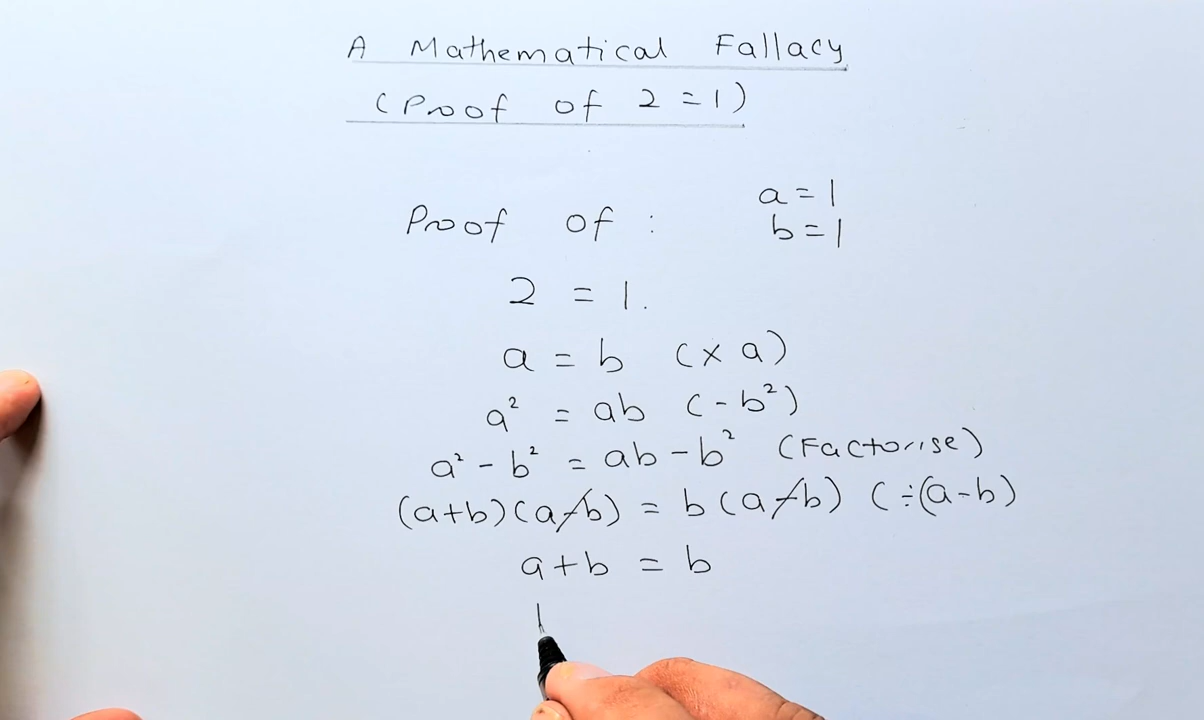 A Mathematical Fallacy
(Proof of 2 = 1)
a = 1
Proof of :
b = 1
2 = 1.
a = b (× a)
a² = ab (- b²)
a² - b² = ab - b² (Factorise)
(a+b)(a-b) = b(a-b) (÷(a-b)
a+b = b
1